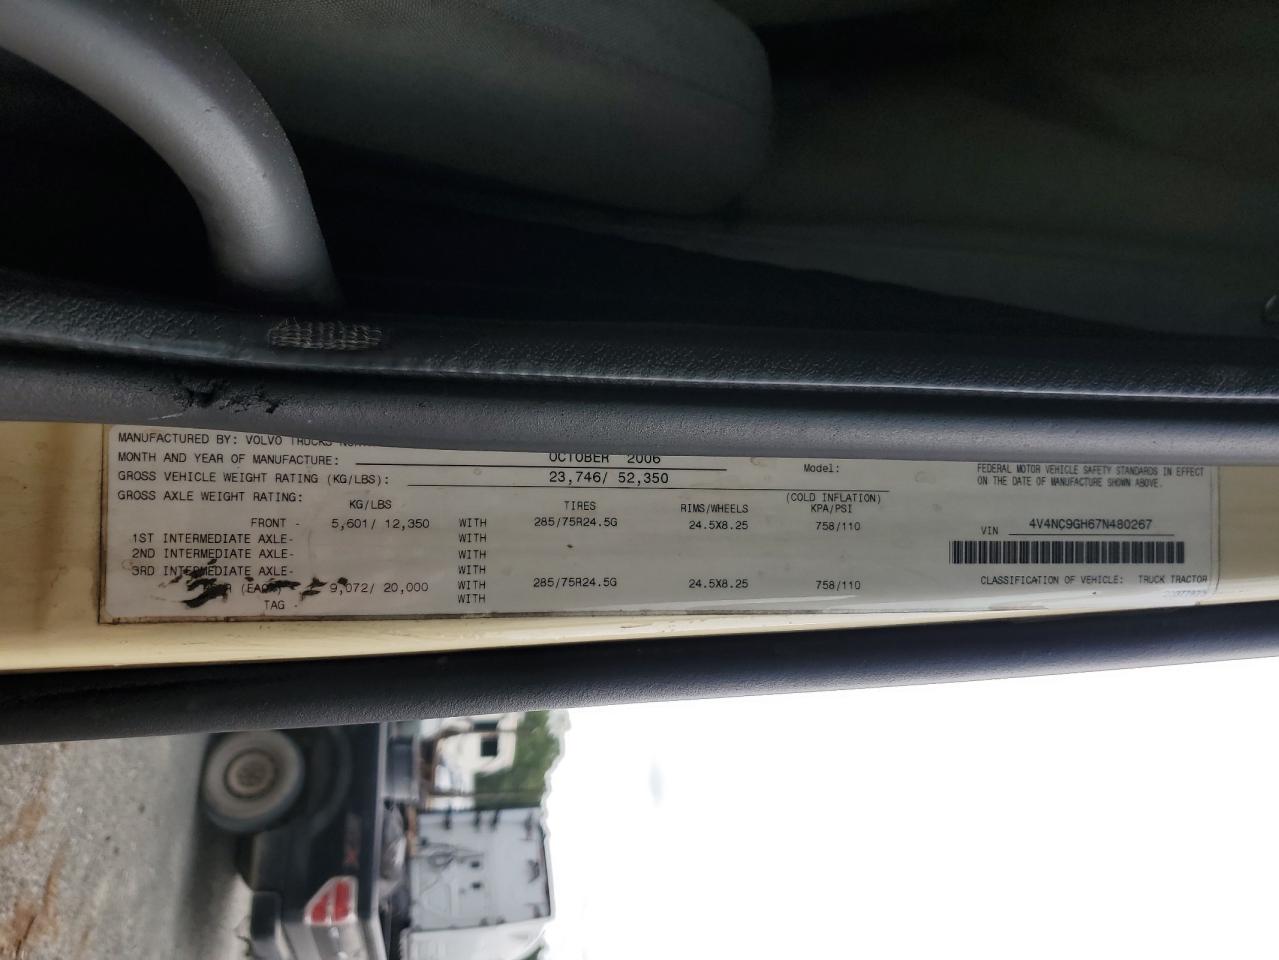 MANUFACTURED BY: VOLVO TRUCKS
MONTH AND YEAR OF MANUFACTURE: OCTOBER 2006
GROSS VEHICLE WEIGHT RATING (KG/LBS): 23,746/ 52,350
Model:
GROSS AXLE WEIGHT RATING:
KG/LBS TIRES RIMS/WHEELS (COLD INFLATION) KPA/PSI
FRONT - 5,601/ 12,350 WITH 285/75R24.5G 24.5X8.25 758/110
1ST INTERMEDIATE AXLE- WITH
2ND INTERMEDIATE AXLE- WITH
3RD INTERMEDIATE AXLE- WITH
(EACH) 9,072/ 20,000 WITH 285/75R24.5G 24.5X8.25 758/110
TAG - WITH
FEDERAL MOTOR VEHICLE SAFETY STANDARDS IN EFFECT
ON THE DATE OF MANUFACTURE SHOWN ABOVE.
VIN 4V4NC9GH67N480267
CLASSIFICATION OF VEHICLE: TRUCK TRACTOR